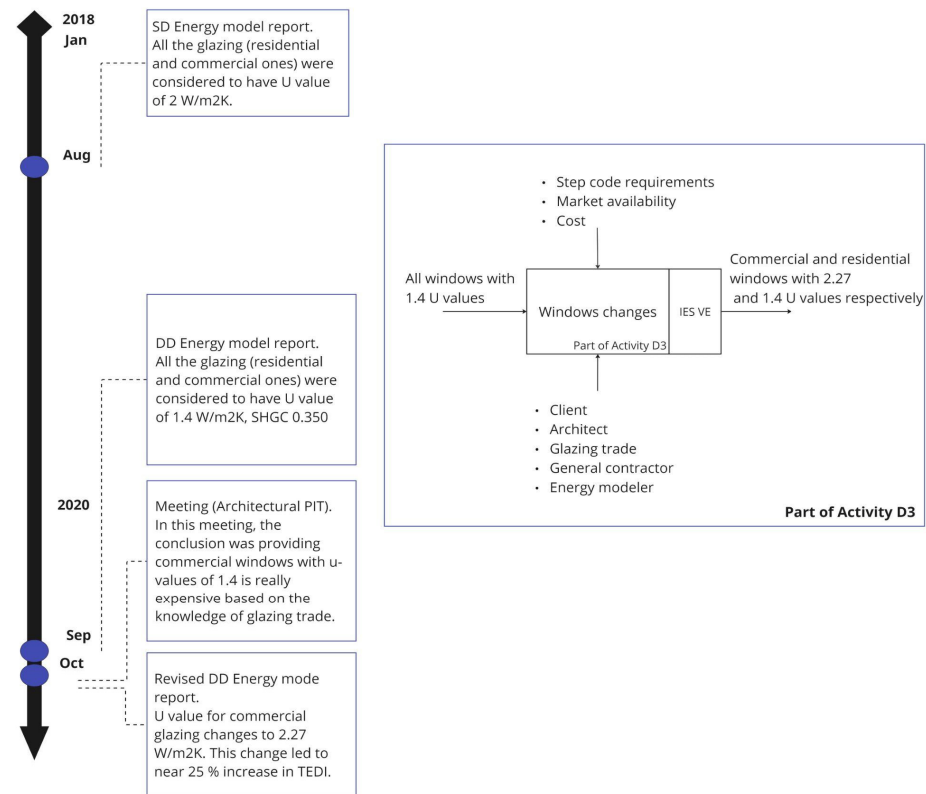 2018
Jan
SD Energy model report.
All the glazing (residential
and commercial ones) were
considered to have U value
of 2 W/m2K.
Aug
DD Energy model report.
All the glazing (residential
and commercial ones) were
considered to have U value
of 1.4 W/m2K, SHGC 0.350
2020
Meeting (Architectural PIT).
In this meeting, the
conclusion was providing
commercial windows with u-
values of 1.4 is really
expensive based on the
knowledge of glazing trade.
Sep
Oct
Revised DD Energy mode
report.
U value for commercial
glazing changes to 2.27
W/m2K. This change led to
near 25 % increase in TEDI.
• Step code requirements
• Market availability
• Cost
All windows with
1.4 U values
Windows changes
Part of Activity D3
IES VE
Commercial and residential
windows with 2.27
and 1.4 U values respectively
• Client
• Architect
• Glazing trade
• General contractor
• Energy modeler
Part of Activity D3